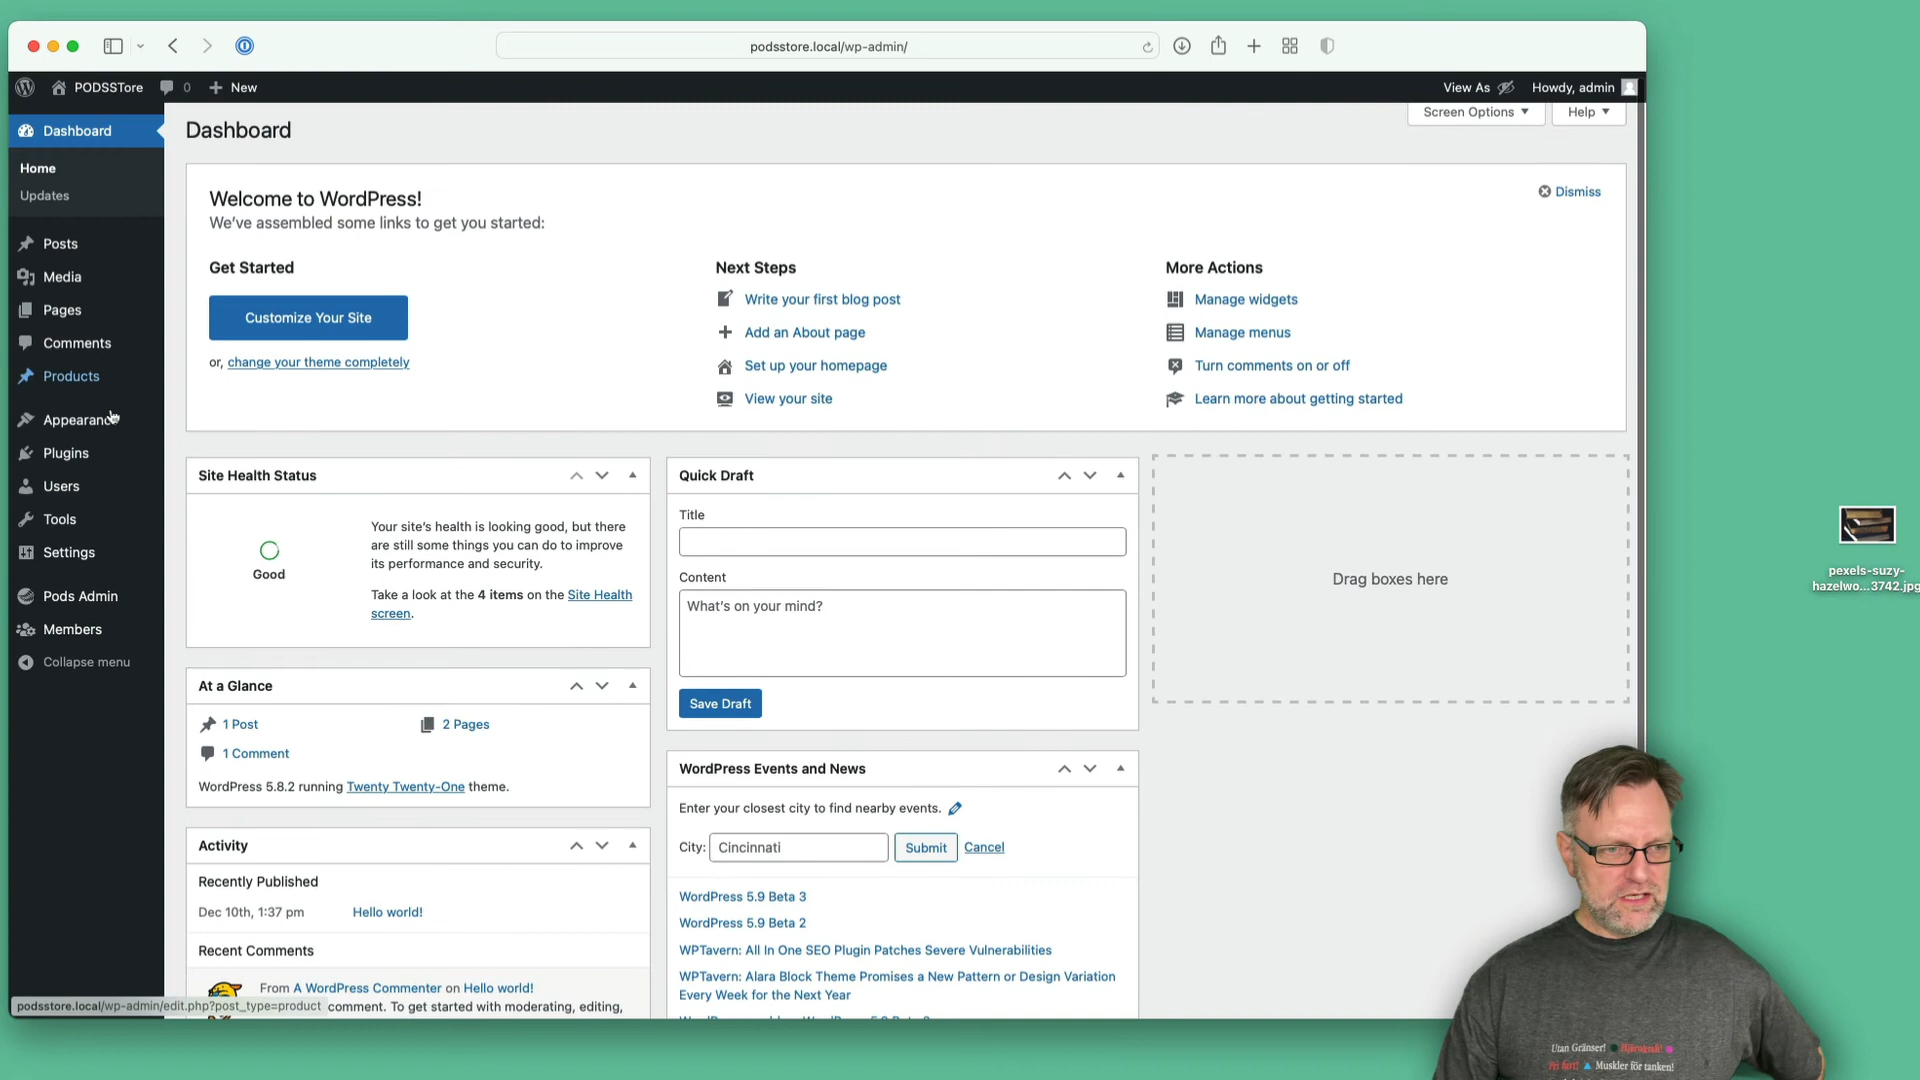 podsstore.local/wp-admin/
PODSSTore
0
New
View As
Howdy, admin
Dashboard
Home
Updates
Posts
Media
Pages
Comments
Products
Appearance
Plugins
Users
Tools
Settings
Pods Admin
Members
Collapse menu
Dashboard
Screen Options
Help
Welcome to WordPress!
We've assembled some links to get you started:
Dismiss
Get Started
Customize Your Site
or, change your theme completely
Next Steps
Write your first blog post
Add an About page
Set up your homepage
View your site
More Actions
Manage widgets
Manage menus
Turn comments on or off
Learn more about getting started
Site Health Status
Good
Your site's health is looking good, but there
are still some things you can do to improve
its performance and security.
Take a look at the 4 items on the Site Health
screen.
At a Glance
1 Post
2 Pages
1 Comment
WordPress 5.8.2 running Twenty Twenty-One theme.
Activity
Recently Published
Dec 10th, 1:37 pm
Hello world!
Recent Comments
From A WordPress Commenter on Hello world!
comment. To get started with moderating, editing,
podsstore.local/wp-admin/edit.php?post_type=product
Quick Draft
Title
Content
What's on your mind?
Save Draft
WordPress Events and News
Enter your closest city to find nearby events.
City:
Cincinnati
Submit
Cancel
WordPress 5.9 Beta 3
WordPress 5.9 Beta 2
WPTavern: All In One SEO Plugin Patches Severe Vulnerabilities
WPTavern: Alara Block Theme Promises a New Pattern or Design Variation
Every Week for the Next Year
Drag boxes here
pexels-suzy-
hazelwo...3742.jpg
Utan Gränser!
Fri fart!
Muskler för tanken!